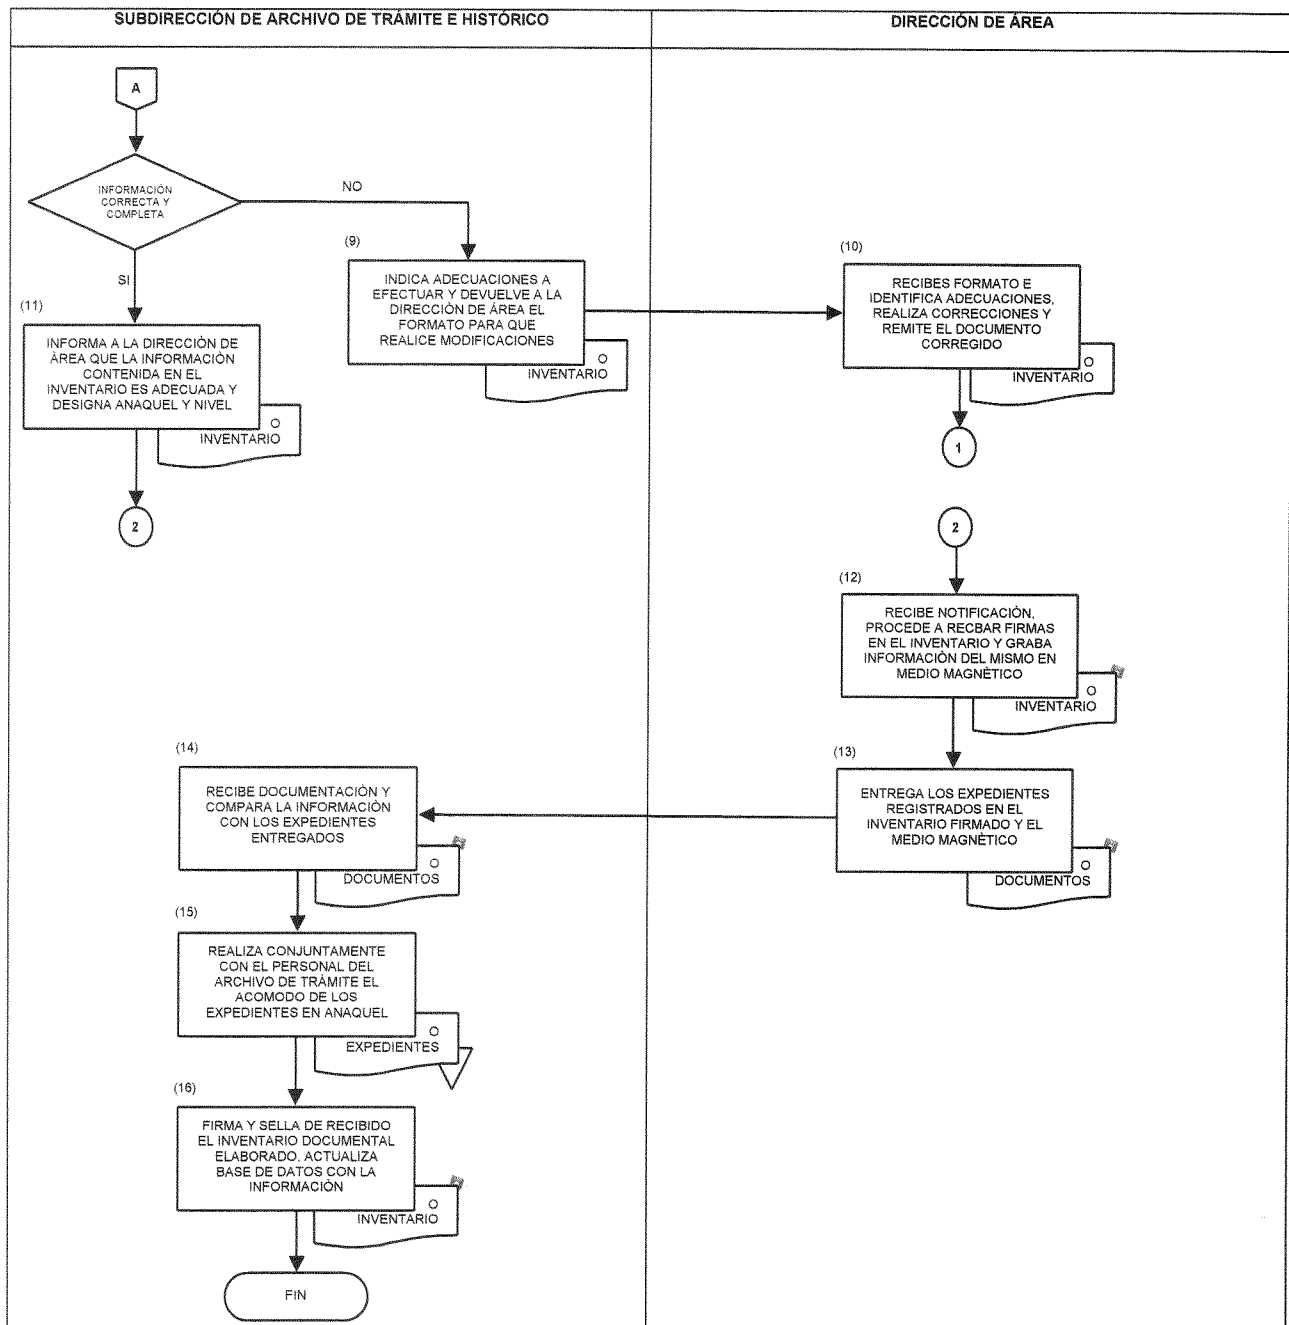 SUBDIRECCIÓN DE ARCHIVO DE TRÁMITE E HISTÓRICO
DIRECCIÓN DE ÁREA
A
INFORMACIÓN
CORRECTA Y
COMPLETA
NO
SI
(9)
INDICA ADECUACIONES A
EFECTUAR Y DEVUELVE A LA
DIRECCIÓN DE ÁREA EL
FORMATO PARA QUE
REALICE MODIFICACIONES
O
INVENTARIO
(10)
RECIBES FORMATO E
IDENTIFICA ADECUACIONES,
REALIZA CORRECCIONES Y
REMITE EL DOCUMENTO
CORREGIDO
O
INVENTARIO
1
(11)
INFORMA A LA DIRECCIÓN DE
ÀREA QUE LA INFORMACIÒN
CONTENIDA EN EL
INVENTARIO ES ADECUADA Y
DESIGNA ANAQUEL Y NIVEL
O
INVENTARIO
2
2
(12)
RECIBE NOTIFICACIÒN,
PROCEDE A RECBAR FIRMAS
EN EL INVENTARIO Y GRABA
INFORMACIÒN DEL MISMO EN
MEDIO MAGNÈTICO
O
INVENTARIO
(13)
ENTREGA LOS EXPEDIENTES
REGISTRADOS EN EL
INVENTARIO FIRMADO Y EL
MEDIO MAGNÈTICO
O
DOCUMENTOS
(14)
RECIBE DOCUMENTACIÒN Y
COMPARA LA INFORMACIÒN
CON LOS EXPEDIENTES
ENTREGADOS
O
DOCUMENTOS
(15)
REALIZA CONJUNTAMENTE
CON EL PERSONAL DEL
ARCHIVO DE TRÀMITE EL
ACOMODO DE LOS
EXPEDIENTES EN ANAQUEL
O
EXPEDIENTES
(16)
FIRMA Y SELLA DE RECIBIDO
EL INVENTARIO DOCUMENTAL
ELABORADO, ACTUALIZA
BASE DE DATOS CON LA
INFORMACIÒN
O
INVENTARIO
FIN